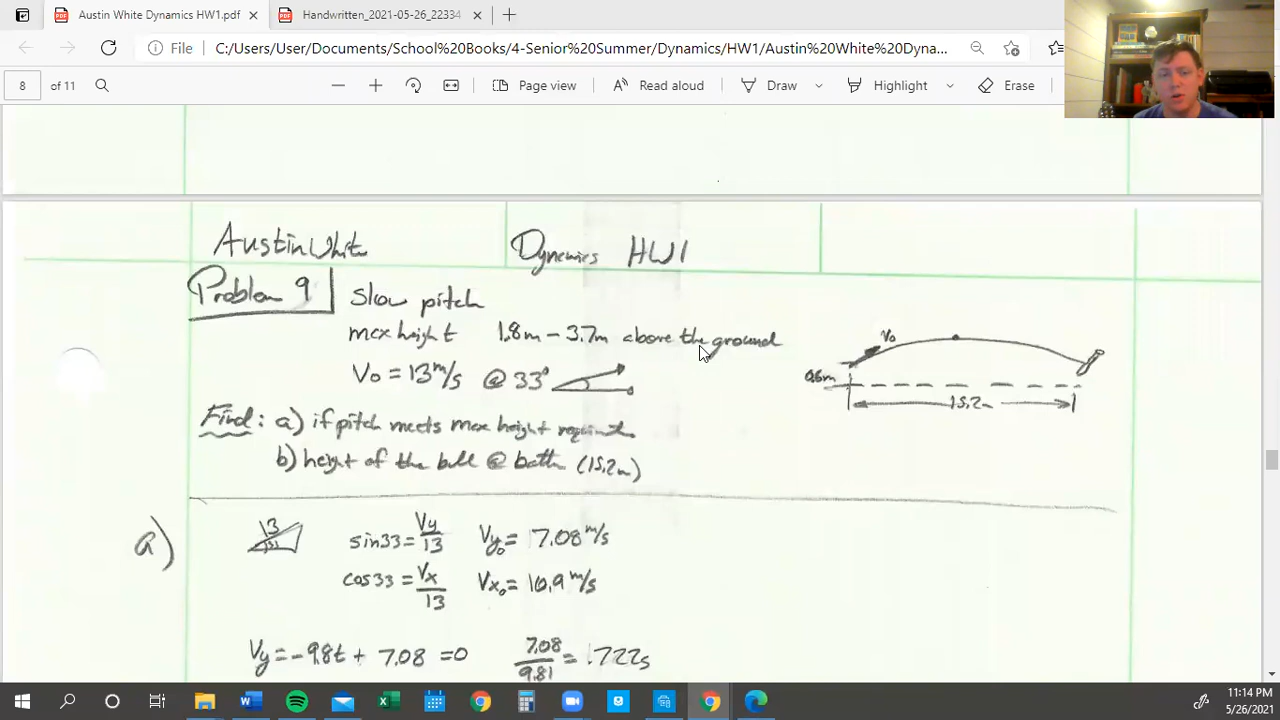 Austin White Dynamics HW1.pdf
Handwritten_2021-05-26_22334
File
C:/Users/User/Documents/School%20Books/4-Senior%20Summer/Dynamics/HW1/Austin%20White%20Dyna...
8 of 11
Page view
Read aloud
Draw
Highlight
Erase
Austin White
Dynamics HW1
Problem 9
Slow pitch
max height 1.8m - 3.7m above the ground
V0 = 13 m/s @ 33°
V0
0.6m
15.2m
Find: a) if pitch meets max height
b) height of the ball @ (15.2m)
a)
13
33
sin33 = Vy/13 Vy0 = 7.08 m/s
cos33 = Vx/13 Vx0 = 10.9 m/s
Vy = -9.8t + 7.08 = 0 7.08/9.81 = .722s
11:14 PM
5/26/2021